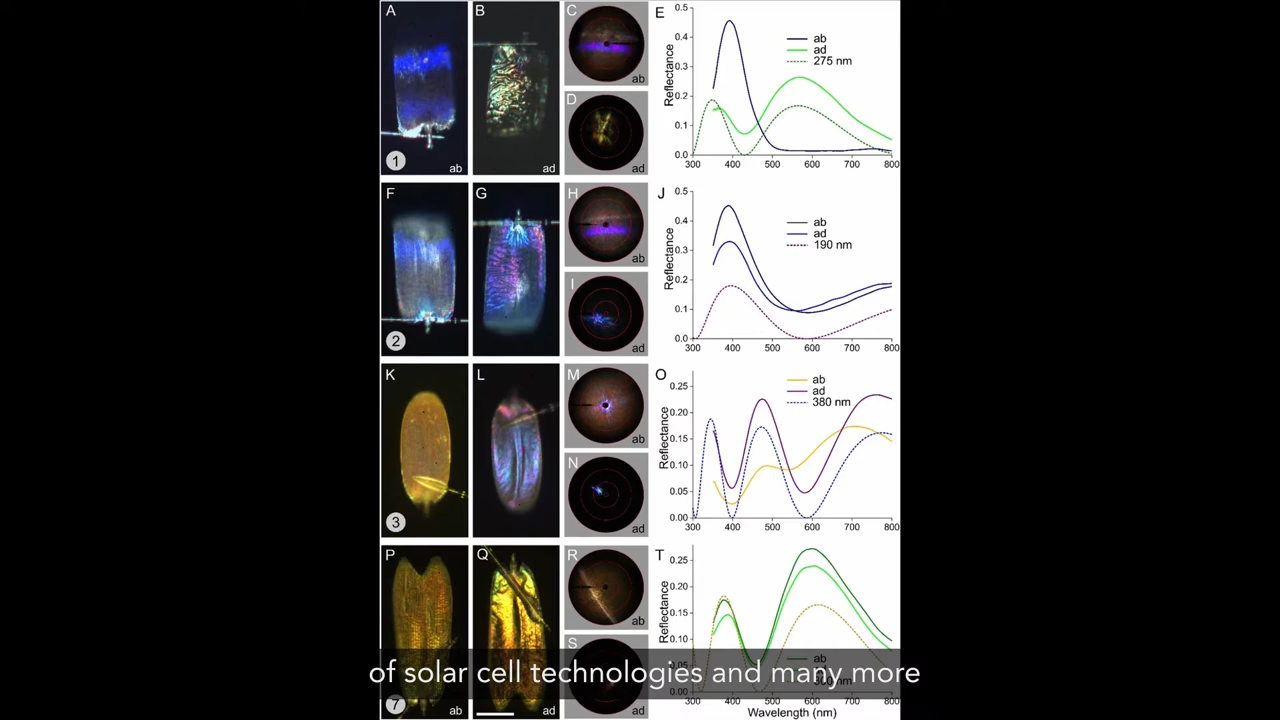 A
B
C
ab
D
ad
1
ab
ad
E
0.5
0.4
0.3
0.2
0.1
0.0
Reflectance
ab
ad
275 nm
300 400 500 600 700 800
F
G
H
ab
I
ad
2
J
0.5
0.4
0.3
0.2
0.1
0.0
Reflectance
ab
ad
190 nm
300 400 500 600 700 800
K
L
M
ab
N
ad
3
O
0.25
0.20
0.15
0.10
0.05
0.00
Reflectance
ab
ad
380 nm
300 400 500 600 700 800
P
Q
R
ab
S
7
ab
ad
ad
T
0.25
0.20
0.15
0.10
0.05
0.00
Reflectance
ab
300 400 500 600 700 800
Wavelength (nm)
of solar cell technologies and many more